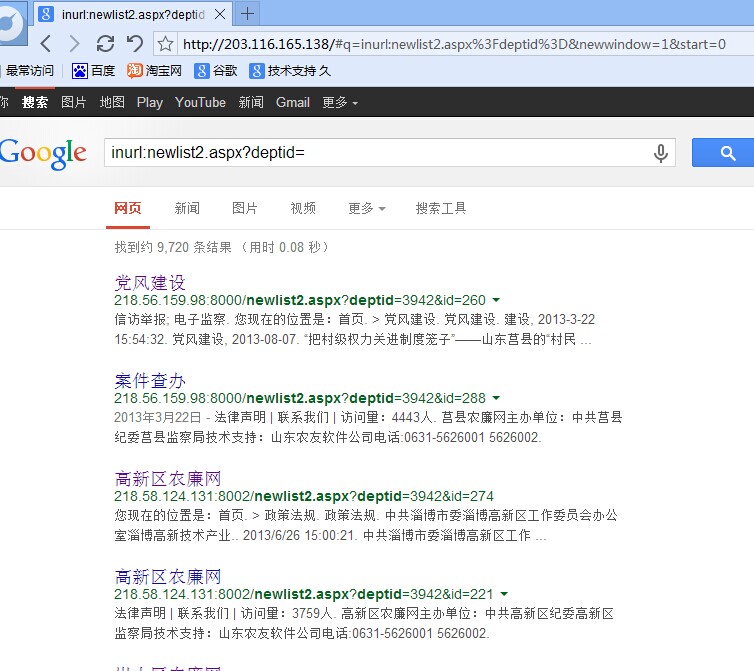 inurl:newlist2.aspx?deptid
http://203.116.165.138/#q=inurl:newlist2.aspx%3Fdeptid%3D&newwindow=1&start=0
最常访问 百度 淘宝网 谷歌 技术支持 久
你 搜索 图片 地图 Play YouTube 新闻 Gmail 更多
Google inurl:newlist2.aspx?deptid=
网页 新闻 图片 视频 更多 搜索工具
找到约 9,720 条结果 （用时 0.08 秒）
党风建设
218.56.159.98:8000/newlist2.aspx?deptid=3942&id=260
信访举报; 电子监察. 您现在的位置是：首页. > 党风建设. 党风建设. 建设, 2013-3-22
15:54:32. 党风建设, 2013-08-07. “把村级权力关进制度笼子”——山东莒县的“村民 ...
案件查办
218.56.159.98:8000/newlist2.aspx?deptid=3942&id=288
2013年3月22日 - 法律声明 | 联系我们 | 访问量：4443人. 莒县农廉网主办单位：中共莒县
纪委莒县监察局技术支持：山东农友软件公司电话:0631-5626001 5626002.
高新区农廉网
218.58.124.131:8002/newlist2.aspx?deptid=3942&id=274
您现在的位置是：首页. > 政策法规. 政策法规. 中共淄博市委淄博高新区工作委员会办公
室淄博高新技术产业.. 2013/6/26 15:00:21. 中共淄博市委淄博高新区工作 ...
高新区农廉网
218.58.124.131:8002/newlist2.aspx?deptid=3942&id=221
法律声明 | 联系我们 | 访问量：3759人. 高新区农廉网主办单位：中共高新区纪委高新区
监察局技术支持：山东农友软件公司电话:0631-5626001 5626002.